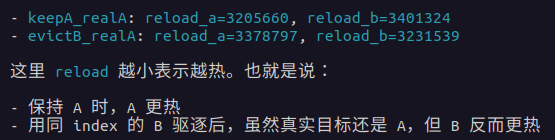 - keepA_realA: reload_a=3205660, reload_b=3401324
- evictB_realA: reload_a=3378797, reload_b=3231539
这里 reload 越小表示越热。也就是说：
- 保持 A 时，A 更热
- 用同 index 的 B 驱逐后，虽然真实目标还是 A，但 B 反而更热